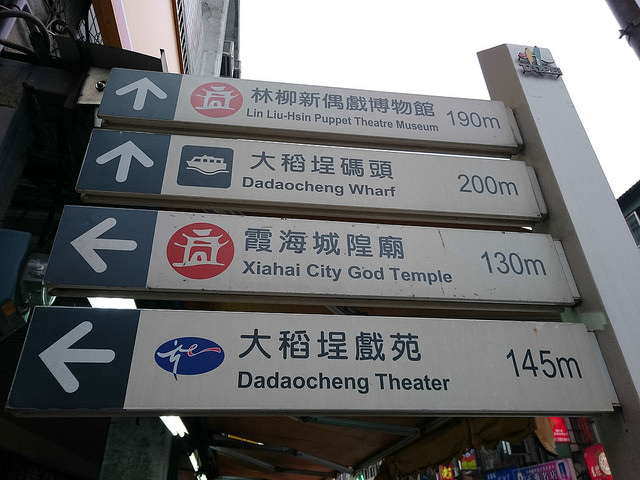 林柳新偶戲博物館 190m
Lin Liu-Hsin Puppet Theatre Museum
大稻埕碼頭 200m
Dadaocheng Wharf
霞海城隍廟 130m
Xiahai City God Temple
大稻埕戲苑 145m
Dadaocheng Theater